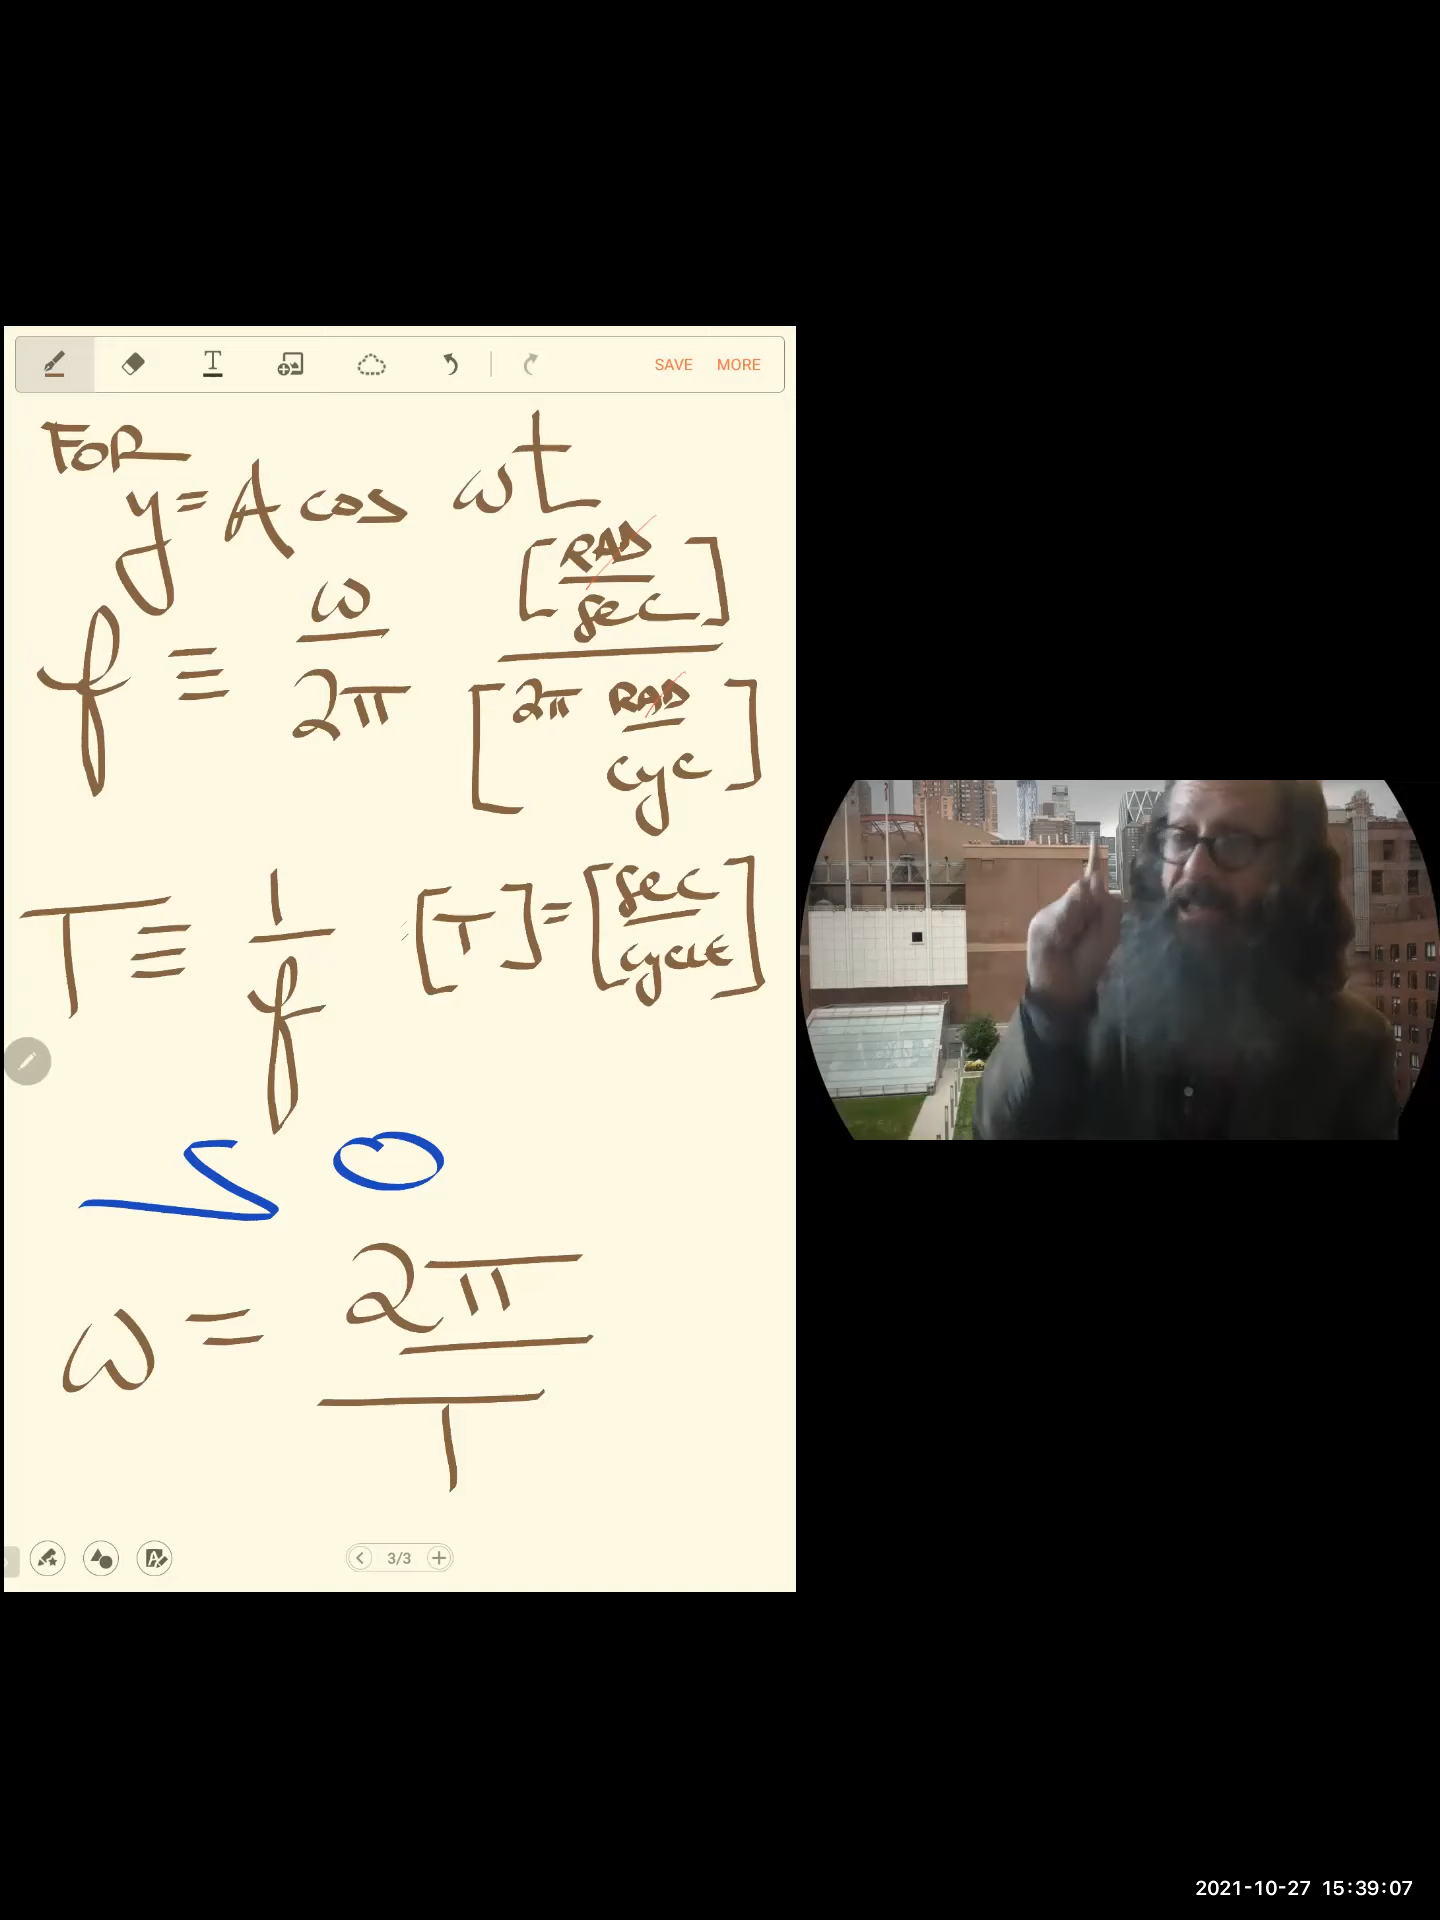 SAVE MORE
FOR
y = A cos ωt
f ≡ ω / 2π [RAD / sec] / [2π RAD / cyc]
T ≡ 1 / f [T] = [sec / cycle]
SO
ω = 2π / T
3/3
2021-10-27 15:39:07